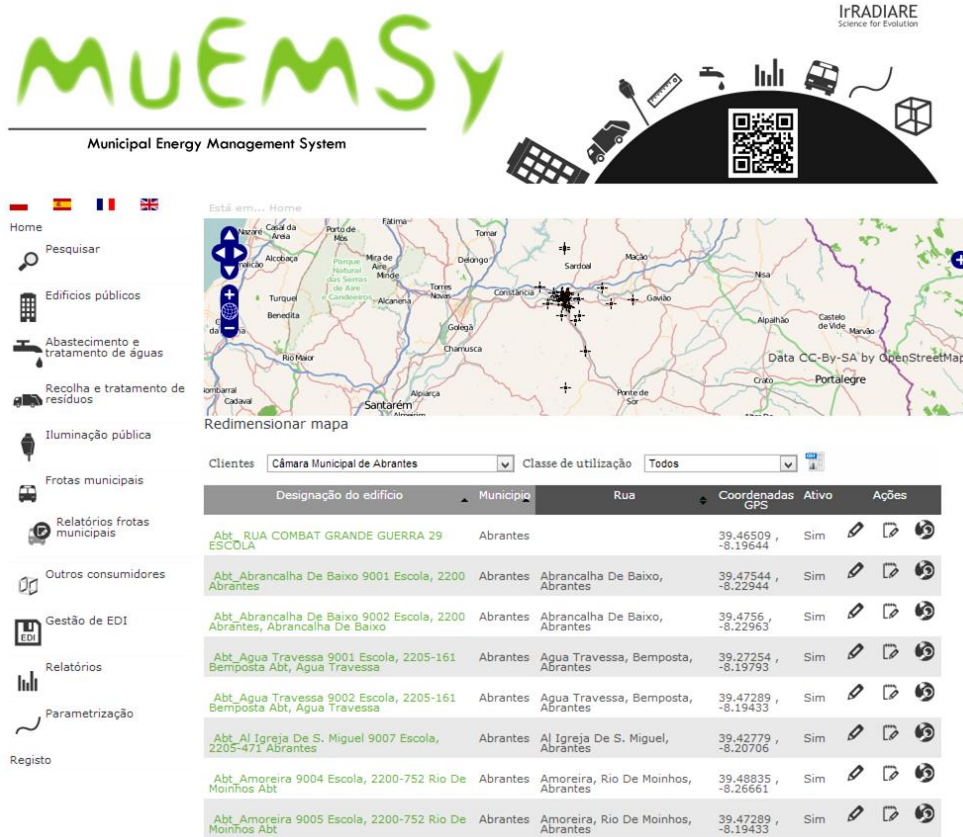 IrRADIARE
Science for Evolution
MuEMSy
Municipal Energy Management System
Está em... Home
Home
Pesquisar
Edificios públicos
Abastecimento e
tratamento de águas
Recolha e tratamento de
resíduos
Iluminação pública
Frotas municipais
Relatórios frotas
municipais
Outros consumidores
Gestão de EDI
EDI
Relatórios
Parametrização
Registo
Nazaré
Casal da
Areia
Porto de
Mós
Fátima
Tomar
Alcobaça
Parque
Natural
das Serras
de Aire
e Candeeiros
Mira de
Aire
Minde
Delongo
Sardoal
Mação
Nisa
Turquel
Alcanena
Torres
Novas
Constância
Gavião
Benedita
Golegã
Alpalhão
Castelo
de Vide
Marvão
Rio Maior
Chamusca
Data CC-By-SA by OpenStreetMap
Crato
Portalegre
Cadaval
Alpiarça
Ponte de
Sor
Santarém
Almeirim
Redimensionar mapa
Clientes Câmara Municipal de Abrantes Classe de utilização Todos
Designação do edifício Municipio Rua Coordenadas GPS Ativo Ações
Abt_ RUA COMBAT GRANDE GUERRA 29 ESCOLA Abrantes 39.46509 , -8.19644 Sim
Abt_Abrancalha De Baixo 9001 Escola, 2200 Abrantes Abrantes Abrancalha De Baixo, Abrantes 39.47544 , -8.22944 Sim
Abt_Abrancalha De Baixo 9002 Escola, 2200 Abrantes, Abrancalha De Baixo Abrantes Abrancalha De Baixo, Abrantes 39.4756 , -8.22963 Sim
Abt_Agua Travessa 9001 Escola, 2205-161 Bemposta Abt, Agua Travessa Abrantes Agua Travessa, Bemposta, Abrantes 39.27254 , -8.19793 Sim
Abt_Agua Travessa 9002 Escola, 2205-161 Bemposta Abt, Agua Travessa Abrantes Agua Travessa, Bemposta, Abrantes 39.47289 , -8.19433 Sim
Abt_Al Igreja De S. Miguel 9007 Escola, 2205-471 Abrantes Abrantes Al Igreja De S. Miguel, Abrantes 39.42779 , -8.20706 Sim
Abt_Amoreira 9004 Escola, 2200-752 Rio De Moinhos Abt Abrantes Amoreira, Rio De Moinhos, Abrantes 39.48835 , -8.26661 Sim
Abt_Amoreira 9005 Escola, 2200-752 Rio De Moinhos Abt Abrantes Amoreira, Rio De Moinhos, Abrantes 39.47289 , -8.19433 Sim